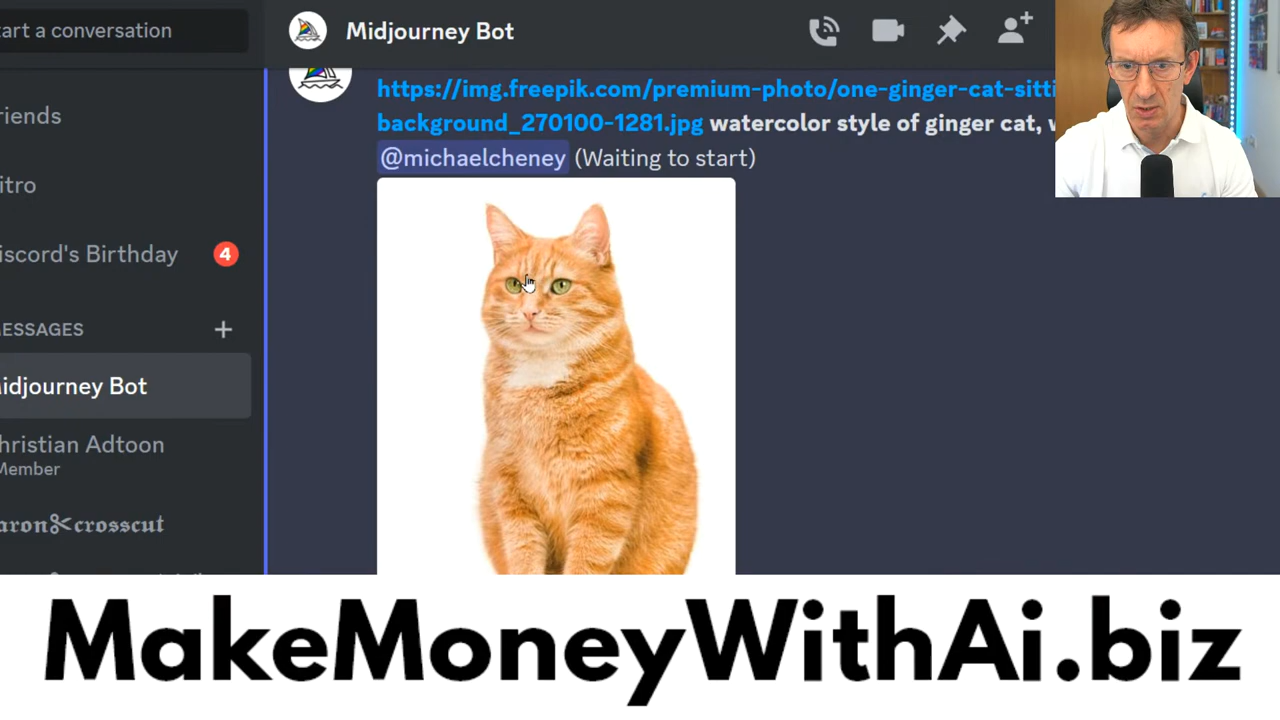 tart a conversation
Midjourney Bot
https://img.freepik.com/premium-photo/one-ginger-cat-sitti
background_270100-1281.jpg watercolor style of ginger cat,
@michaelcheney (Waiting to start)
riends
itro
iscord's Birthday
4
ESSAGES
idjourney Bot
hristian Adtoon
Member
aron✂crosscut
MakeMoneyWithAi.biz